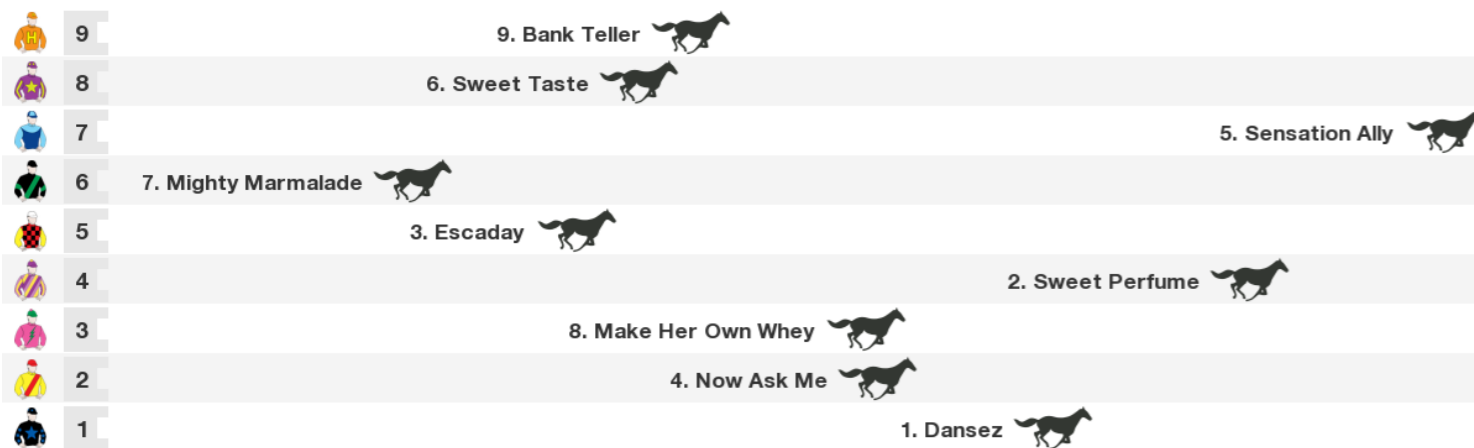 H
9 9. Bank Teller
8 6. Sweet Taste
7 5. Sensation Ally
6 7. Mighty Marmalade
5 3. Escaday
4 2. Sweet Perfume
3 8. Make Her Own Whey
2 4. Now Ask Me
1 1. Dansez